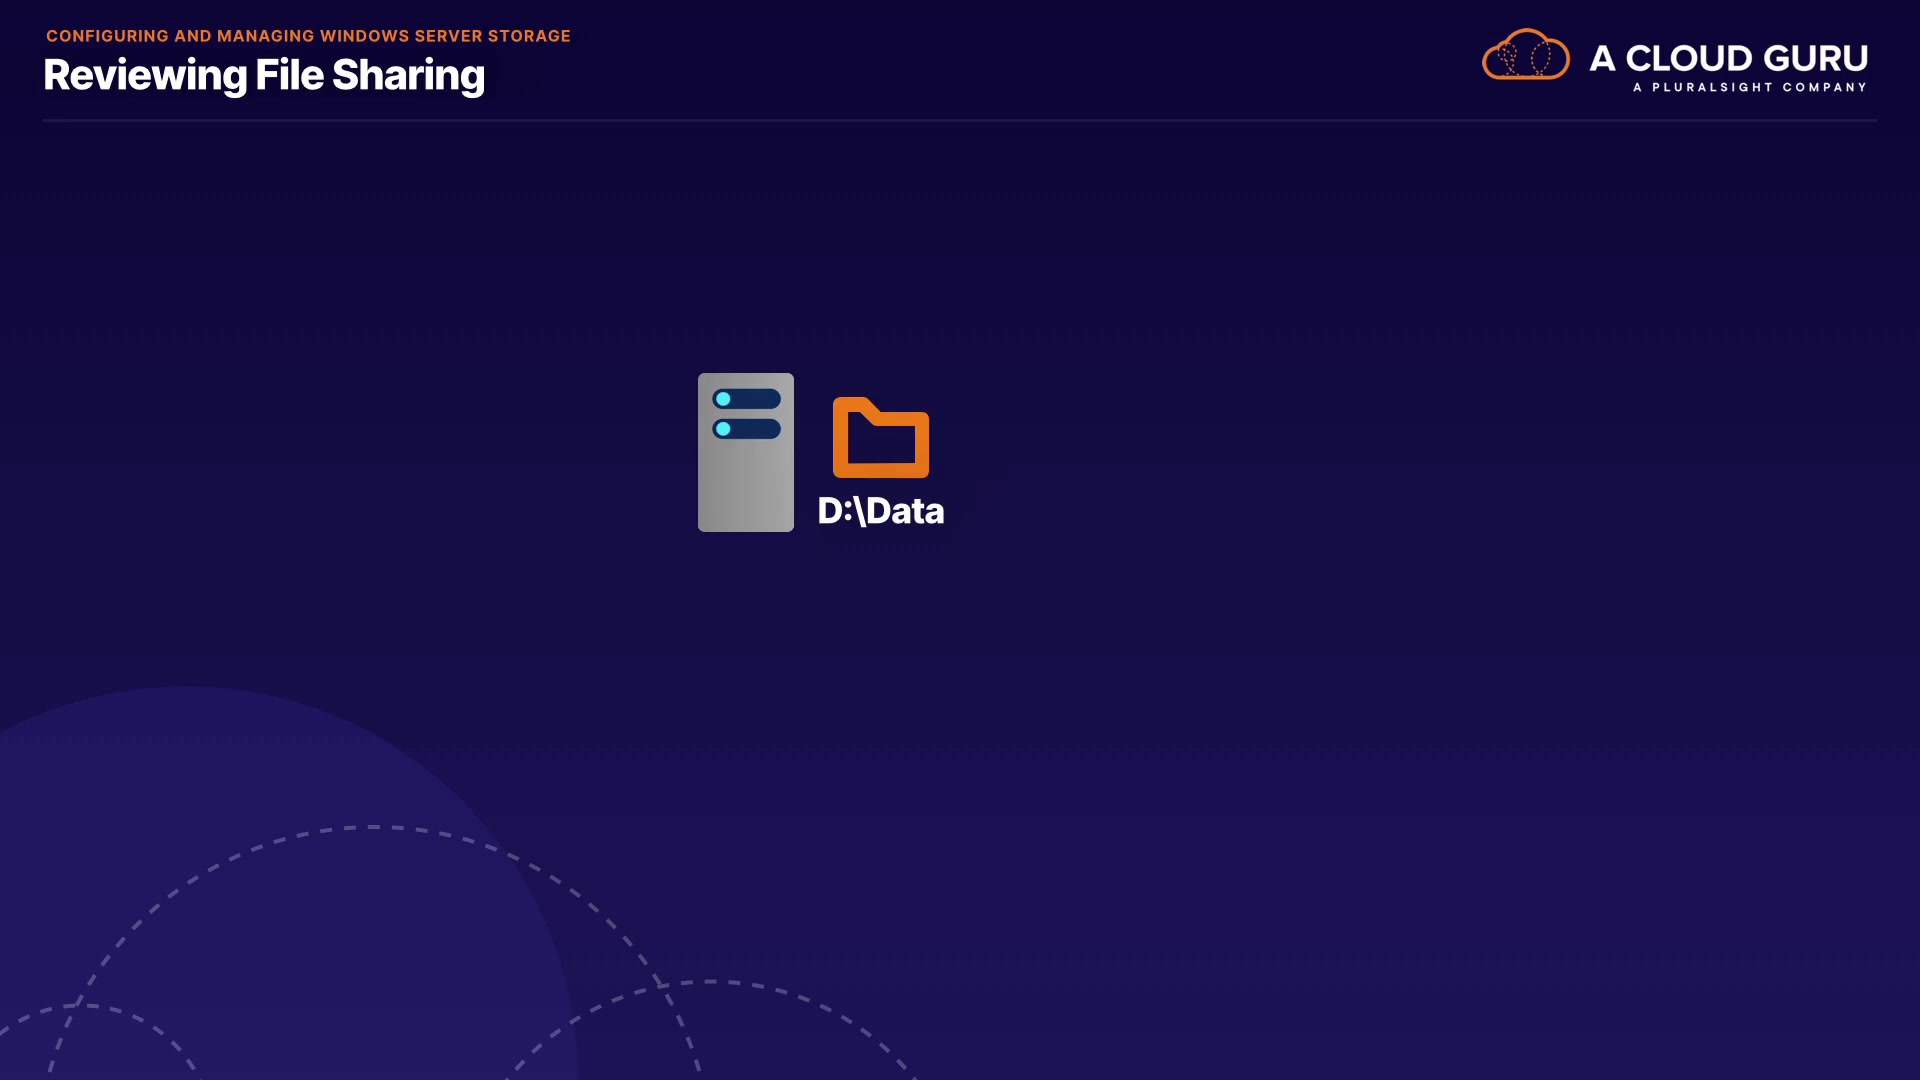 CONFIGURING AND MANAGING WINDOWS SERVER STORAGE
Reviewing File Sharing
A CLOUD GURU
A PLURALSIGHT COMPANY
D:\Data